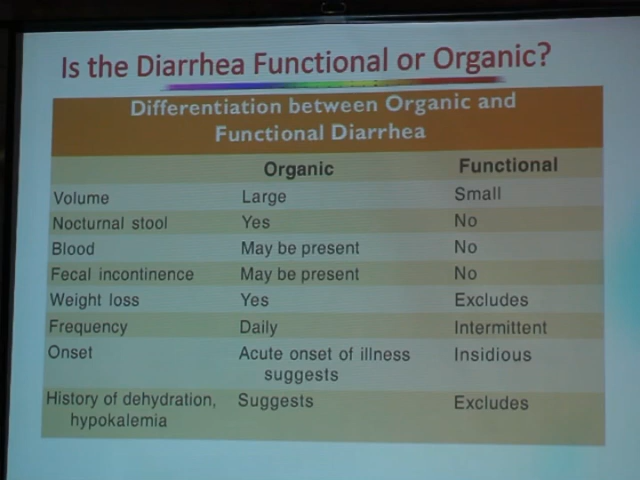 Is the Diarrhea Functional or Organic?
Differentiation between Organic and
Functional Diarrhea
Organic Functional
Volume Large Small
Nocturnal stool Yes No
Blood May be present No
Fecal incontinence May be present No
Weight loss Yes Excludes
Frequency Daily Intermittent
Onset Acute onset of illness Insidious
suggests
History of dehydration, Suggests Excludes
hypokalemia